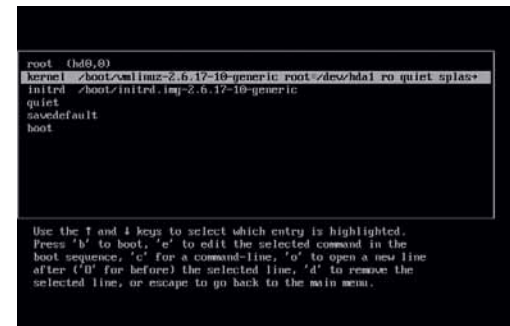 root (hd0,0)
kernel /boot/vmlinuz-2.6.17-10-generic root=/dev/hda1 ro quiet splas→
initrd /boot/initrd.img-2.6.17-10-generic
quiet
savedefault
boot
Use the ↑ and ↓ keys to select which entry is highlighted.
Press 'b' to boot, 'e' to edit the selected command in the
boot sequence, 'c' for a command-line, 'o' to open a new line
after ('O' for before) the selected line, 'd' to remove the
selected line, or escape to go back to the main menu.